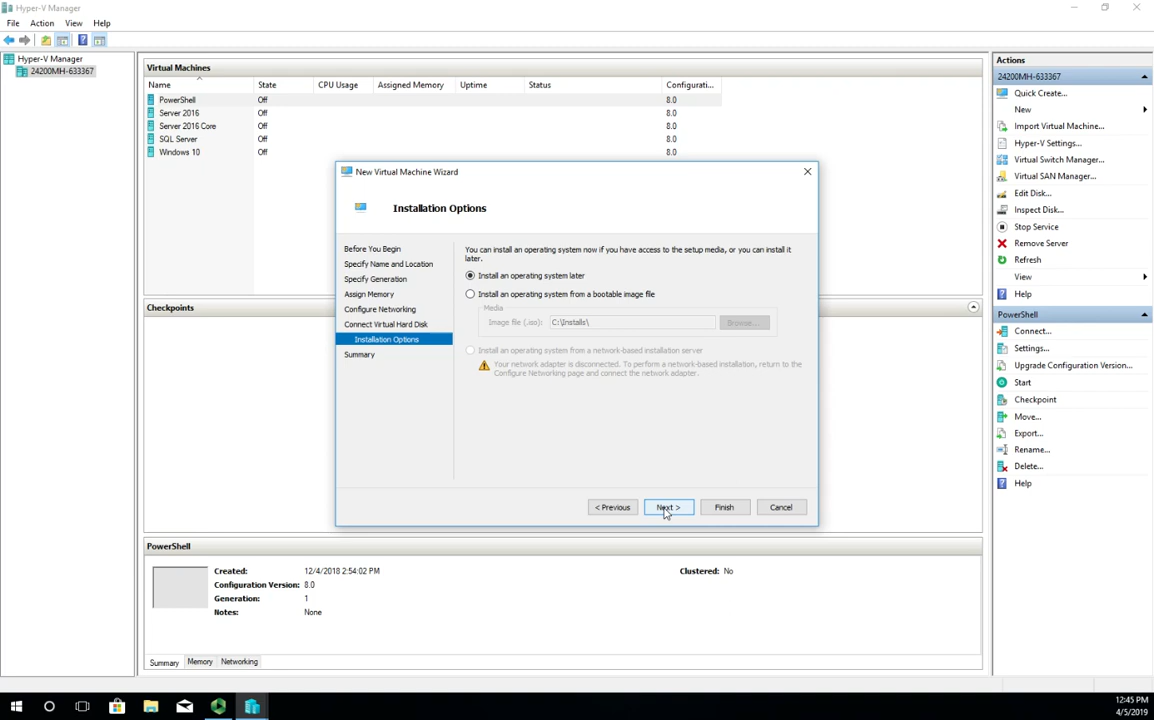 Hyper-V Manager
File Action View Help
Hyper-V Manager
24200MH-633367
Virtual Machines
Name State CPU Usage Assigned Memory Uptime Status Configurati...
PowerShell Off 8.0
Server 2016 Off 8.0
Server 2016 Core Off 8.0
SQL Server Off 8.0
Windows 10 Off 8.0
Checkpoints
New Virtual Machine Wizard
Installation Options
Before You Begin
Specify Name and Location
Specify Generation
Assign Memory
Configure Networking
Connect Virtual Hard Disk
Installation Options
Summary
You can install an operating system now if you have access to the setup media, or you can install it
later.
Install an operating system later
Install an operating system from a bootable image file
Media
Image file (.iso): C:\Installs\ Browse...
Install an operating system from a network-based installation server
Your network adapter is disconnected. To perform a network-based installation, return to the
Configure Networking page and connect the network adapter.
< Previous Next > Finish Cancel
PowerShell
Created: 12/4/2018 2:54:02 PM Clustered: No
Configuration Version: 8.0
Generation: 1
Notes: None
Summary Memory Networking
Actions
24200MH-633367
Quick Create...
New
Import Virtual Machine...
Hyper-V Settings...
Virtual Switch Manager...
Virtual SAN Manager...
Edit Disk...
Inspect Disk...
Stop Service
Remove Server
Refresh
View
Help
PowerShell
Connect...
Settings...
Upgrade Configuration Version...
Start
Checkpoint
Move...
Export...
Rename...
Delete...
Help
12:45 PM
4/5/2019